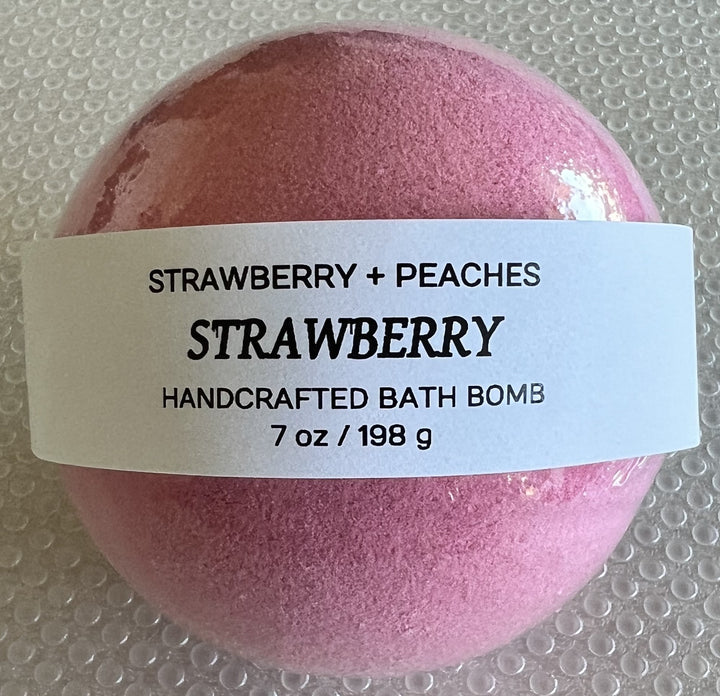 STRAWBERRY + PEACHES
STRAWBERRY
HANDCRAFTED BATH BOMB
7 oz / 198 g